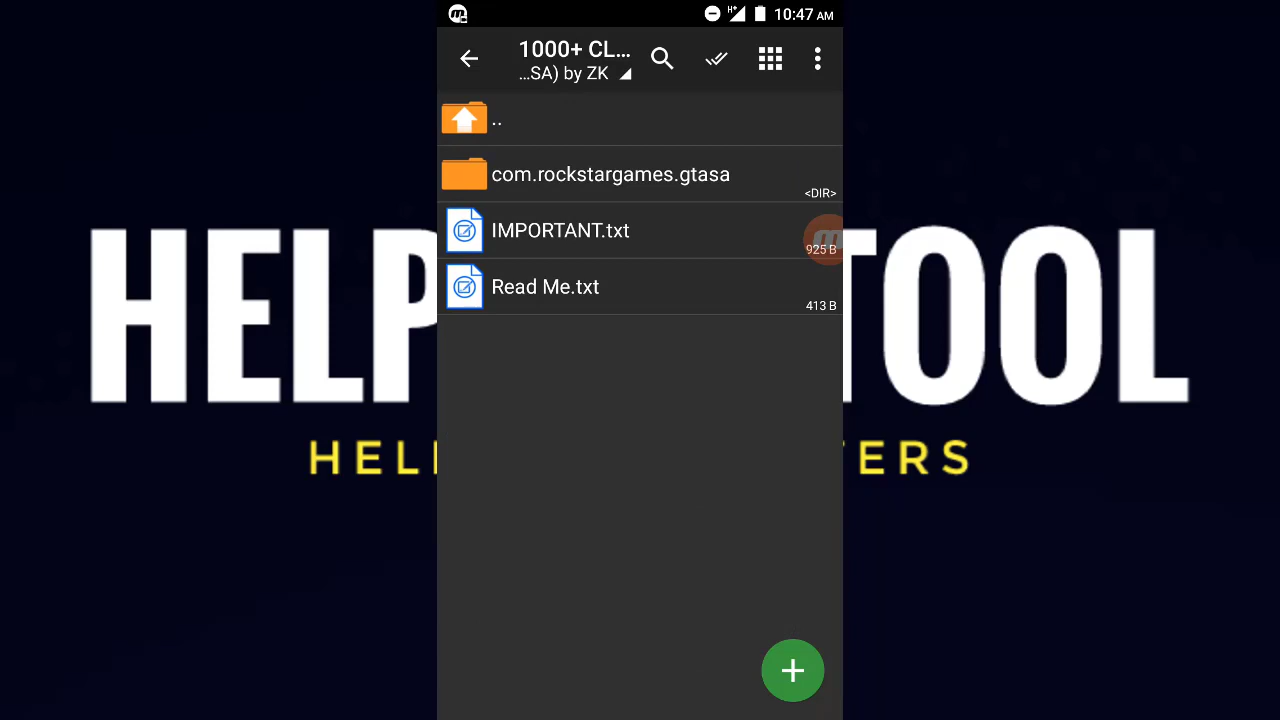 10:47 AM
1000+ CL...
...SA) by ZK
..
com.rockstargames.gtasa
<DIR>
IMPORTANT.txt
925 B
Read Me.txt
413 B
HELP TOOL
HEL ERS